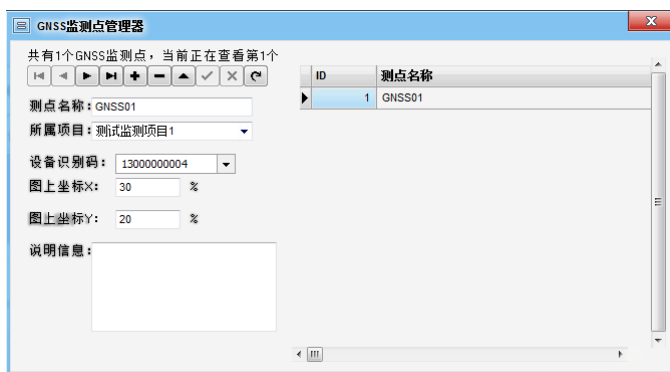 GNSS监测点管理器
共有1个GNSS监测点，当前正在查看第1个
测点名称：GNSS01
所属项目：测试监测项目1
设备识别码：13000000004
图上坐标X：30 %
图上坐标Y：20 %
说明信息：
ID 测点名称
1 GNSS01